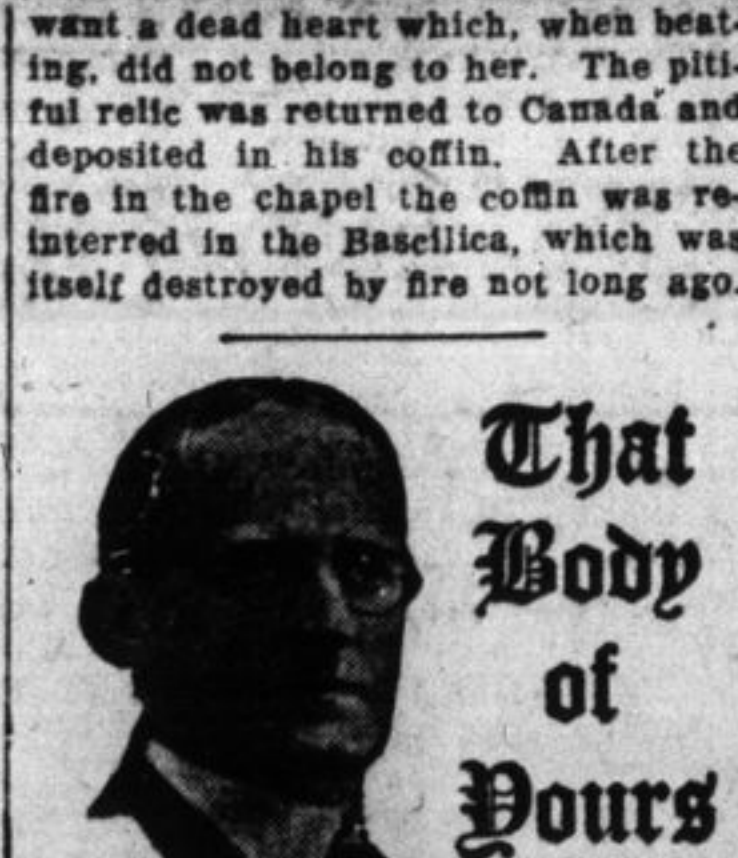 want a dead heart which, when beat-
ing, did not belong to her. The piti-
ful relic was returned to Canada and
deposited in his coffin. After the
fire in the chapel the coffin was re-
interred in the Bascilica, which was
itself destroyed by fire not long ago.
That
Body
of
Yours